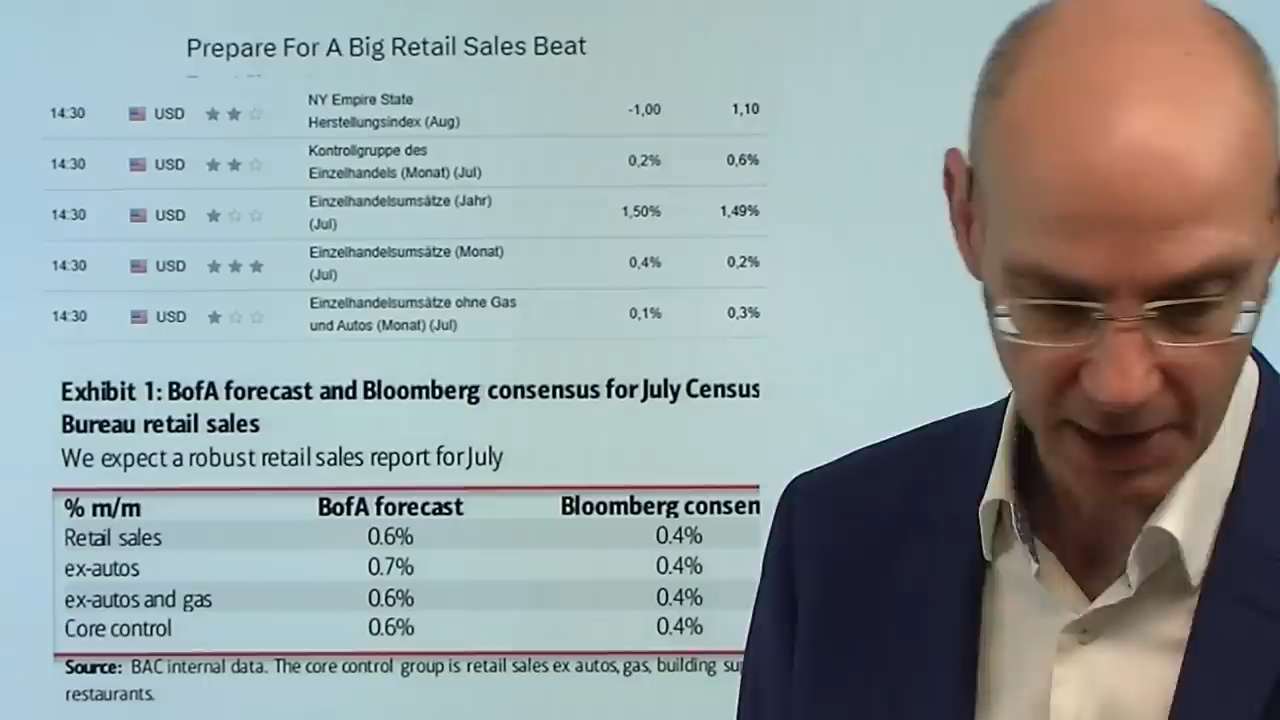 Prepare For A Big Retail Sales Beat
14:30 USD NY Empire State -1,00 1,10
Herstellungsindex (Aug)
14:30 USD Kontrollgruppe des 0,2% 0,6%
Einzelhandels (Monat) (Jul)
14:30 USD Einzelhandelsumsätze (Jahr) 1,50% 1,49%
(Jul)
14:30 USD Einzelhandelsumsätze (Monat) 0,4% 0,2%
(Jul)
14:30 USD Einzelhandelsumsätze ohne Gas 0,1% 0,3%
und Autos (Monat) (Jul)
Exhibit 1: BofA forecast and Bloomberg consensus for July Census
Bureau retail sales
We expect a robust retail sales report for July
% m/m BofA forecast Bloomberg consen
Retail sales 0.6% 0.4%
ex-autos 0.7% 0.4%
ex-autos and gas 0.6% 0.4%
Core control 0.6% 0.4%
Source: BAC internal data. The core control group is retail sales ex autos, gas, building su
restaurants.